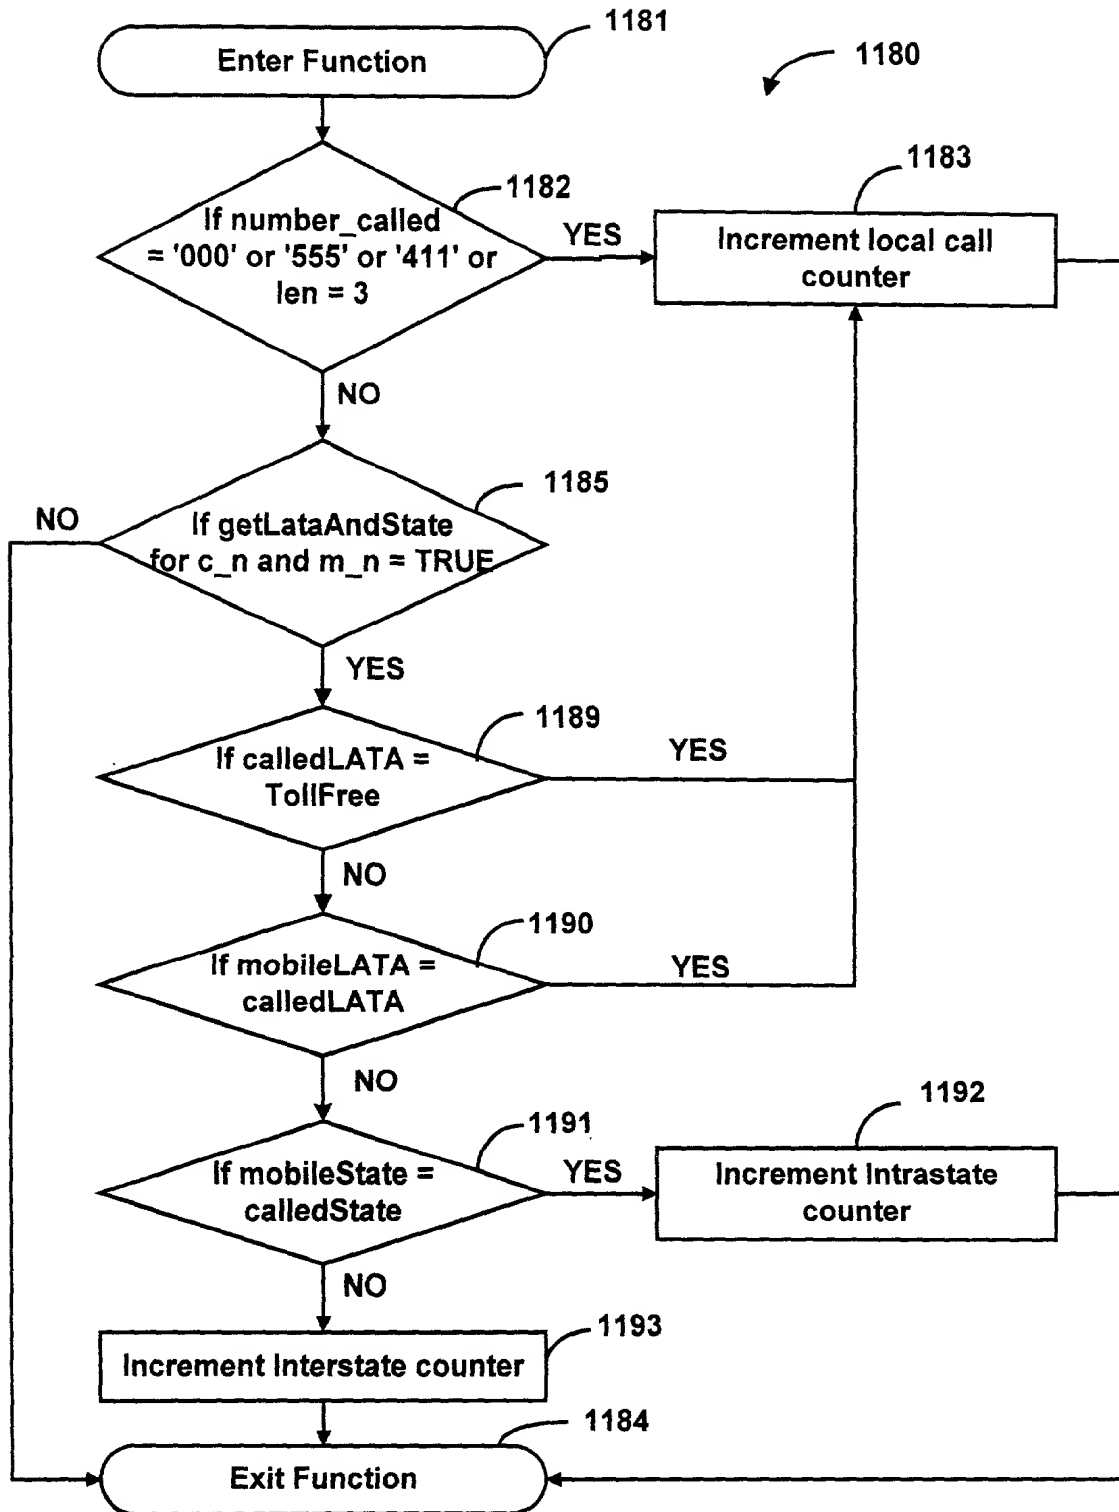 1181
Enter Function
1180
1183
1182
If number_called
= '000' or '555' or '411' or
len = 3
YES
Increment local call
counter
NO
1185
NO
If getLataAndState
for c_n and m_n = TRUE
YES
1189
If calledLATA =
TollFree
YES
NO
1190
If mobileLATA =
calledLATA
YES
NO
1192
1191
If mobileState =
calledState
YES
Increment Intrastate
counter
NO
1193
Increment Interstate counter
1184
Exit Function